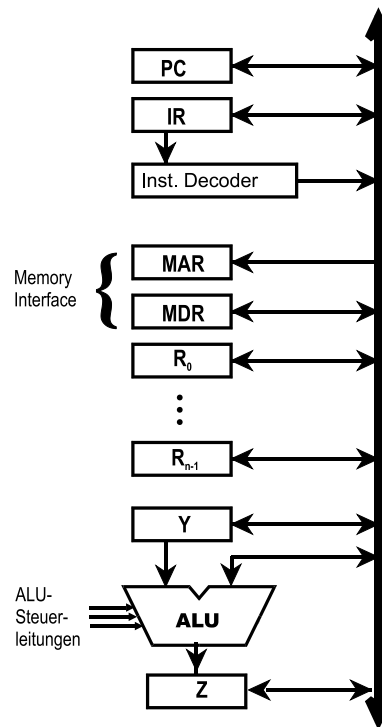 PC
IR
Inst. Decoder
Memory
Interface
MAR
MDR
R₀
Rₙ₋₁
Y
ALU-
Steuer-
leitungen
ALU
Z